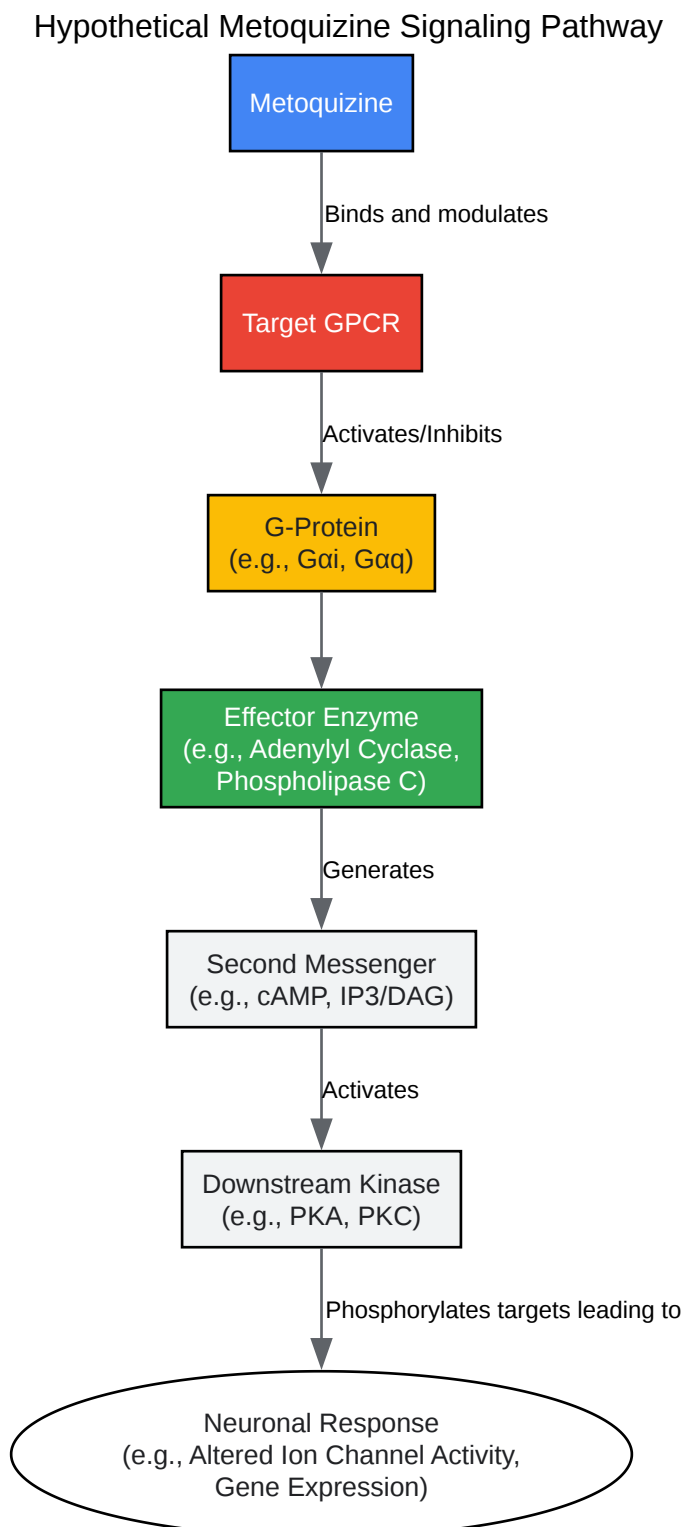 Hypothetical Metoquizine Signaling Pathway
Metoquizine
Binds and modulates
Target GPCR
Activates/Inhibits
G-Protein
(e.g., Gαi, Gαq)
Effector Enzyme
(e.g., Adenylyl Cyclase,
Phospholipase C)
Generates
Second Messenger
(e.g., cAMP, IP3/DAG)
Activates
Downstream Kinase
(e.g., PKA, PKC)
Phosphorylates targets leading to
Neuronal Response
(e.g., Altered Ion Channel Activity,
Gene Expression)